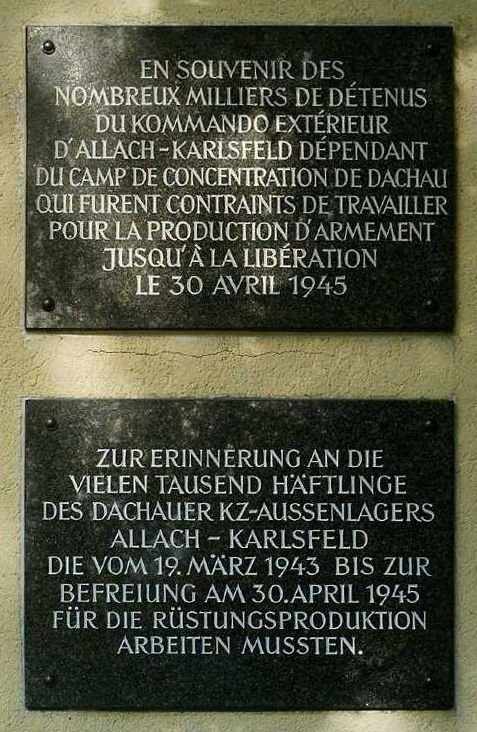 EN SOUVENIR DES
NOMBREUX MILLIERS DE DÉTENUS
DU KOMMANDO EXTÉRIEUR
D'ALLACH-KARLSFELD DÉPENDANT
DU CAMP DE CONCENTRATION DE DACHAU
QUI FURENT CONTRAINTS DE TRAVAILLER
POUR LA PRODUCTION D'ARMEMENT
JUSQU'À LA LIBÉRATION
LE 30 AVRIL 1945
ZUR ERINNERUNG AN DIE
VIELEN TAUSEND HÄFTLINGE
DES DACHAUER KZ-AUSSENLAGERS
ALLACH - KARLSFELD
DIE VOM 19. MÄRZ 1943 BIS ZUR
BEFREIUNG AM 30. APRIL 1945
FÜR DIE RÜSTUNGSPRODUKTION
ARBEITEN MUSSTEN.